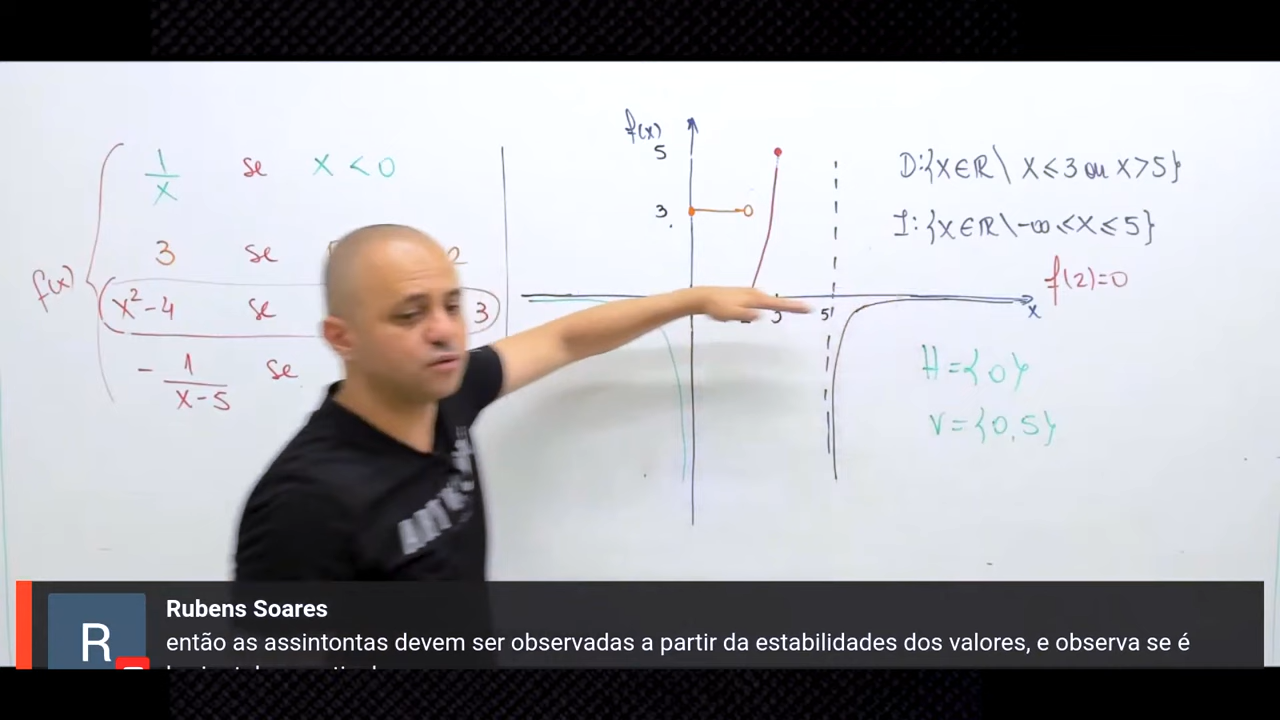 f(x)
1/x se x < 0
3 se
x²-4 se 3
- 1/(x-5) se
f(x)
5
3
5
x
D:{x∈ℝ \ x≤3 ou x>5}
I:{x∈ℝ \ -∞<x≤5}
f(2)=0
H={0}
V={0,5}
R
Rubens Soares
então as assintontas devem ser observadas a partir da estabilidades dos valores, e observa se é